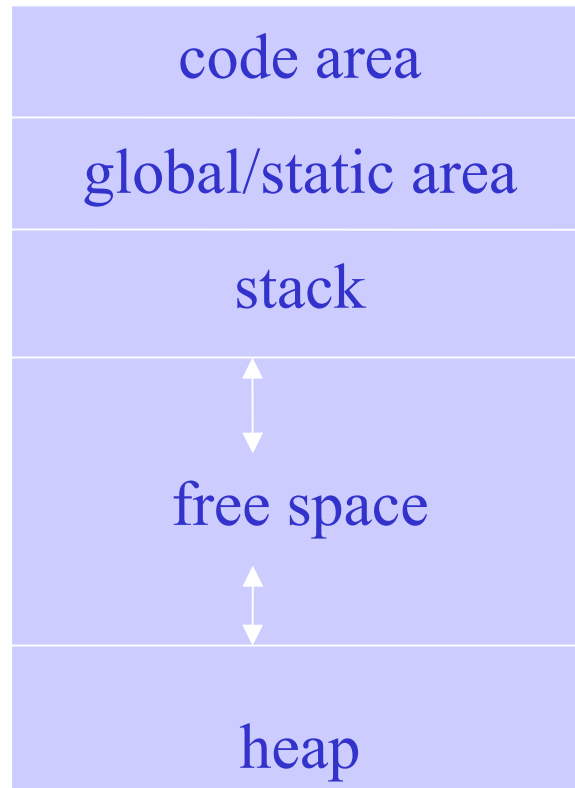 code area
global/static area
stack
free space
heap